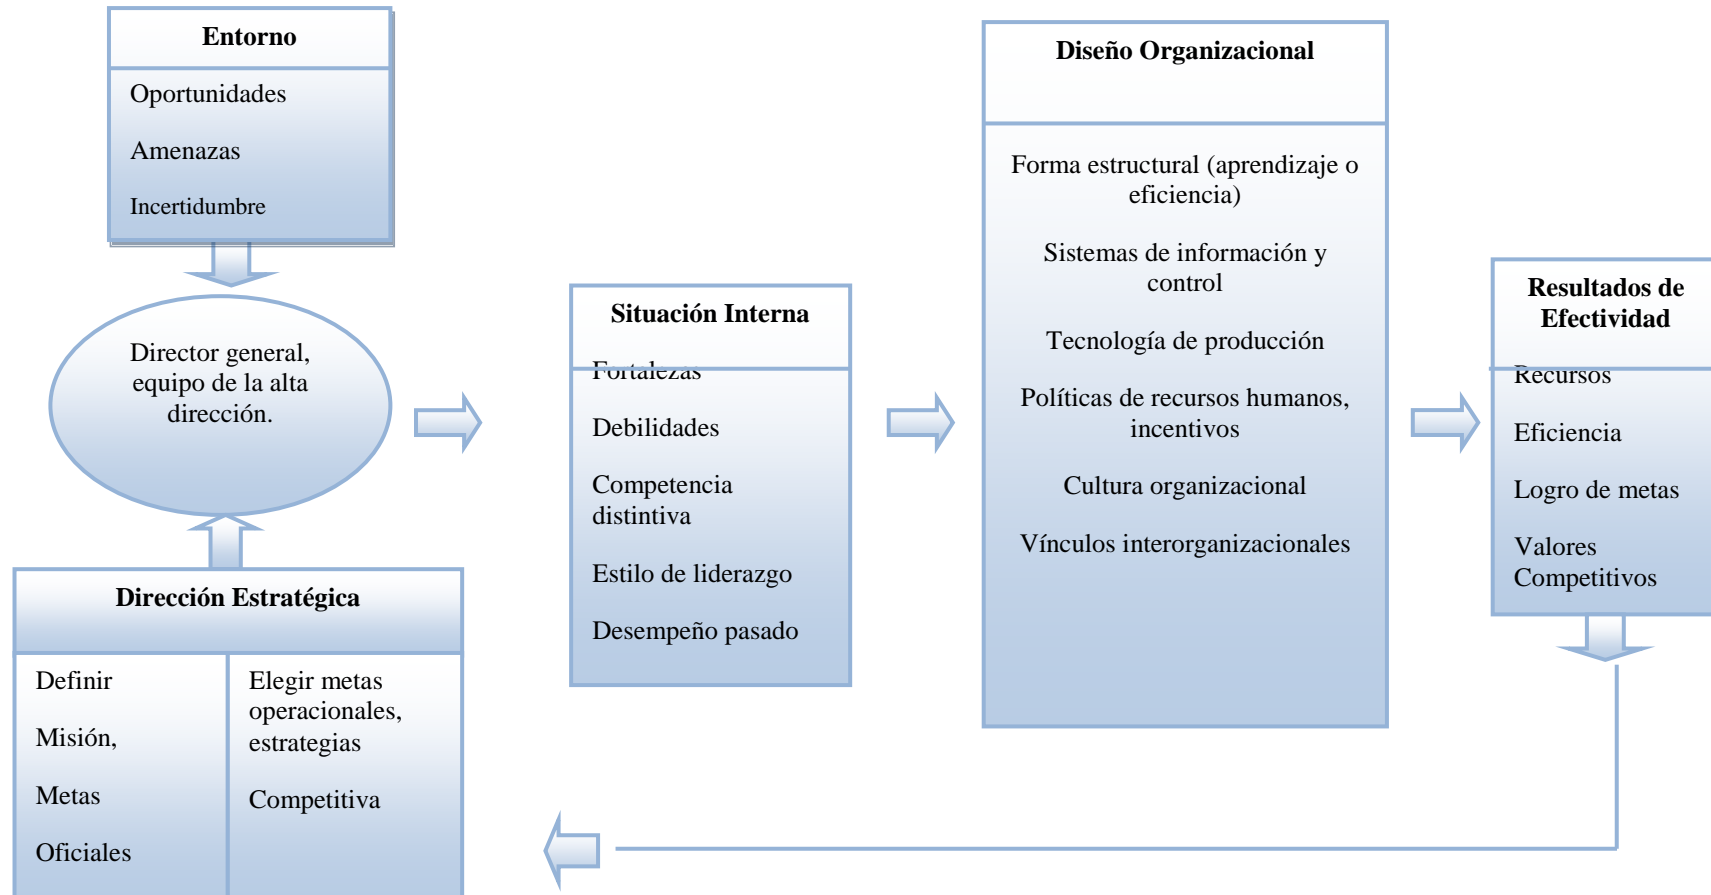 Entorno
Oportunidades
Amenazas
Incertidumbre
Director general,
equipo de la alta
dirección.
Dirección Estratégica
Definir
Misión,
Metas
Oficiales
Elegir metas
operacionales,
estrategias
Competitiva
Situación Interna
Fortalezas
Debilidades
Competencia
distintiva
Estilo de liderazgo
Desempeño pasado
Diseño Organizacional
Forma estructural (aprendizaje o
eficiencia)
Sistemas de información y
control
Tecnología de producción
Políticas de recursos humanos,
incentivos
Cultura organizacional
Vínculos interorganizacionales
Resultados de
Efectividad
Recursos
Eficiencia
Logro de metas
Valores
Competitivos